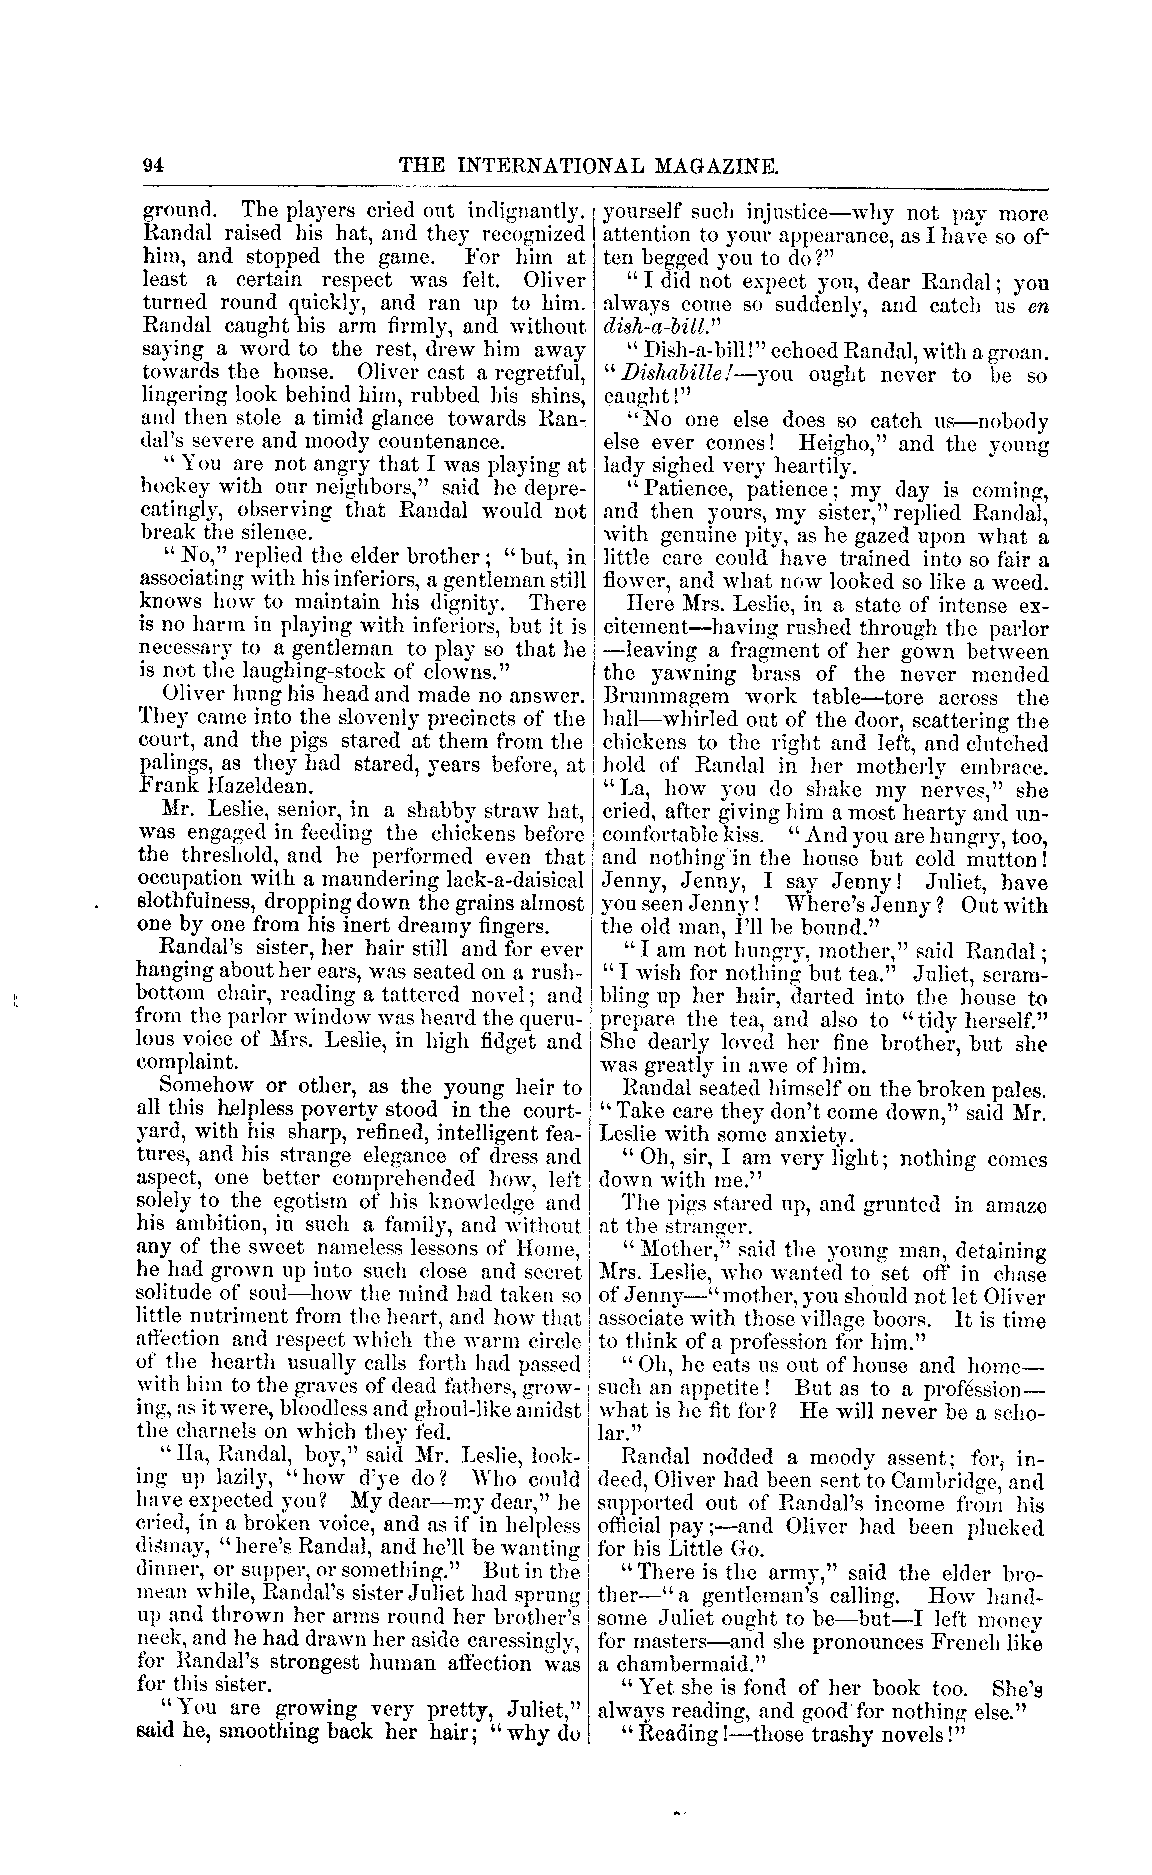 94 THE INTERNATIONAL MAGAZINE.
ground. The players cried out indignantly.
Randal raised his hat, and they recognized
him, and stopped the game. For him at
least a certain respect was felt. Oliver
turned round quickly, and ran up to him.
Randal caught his arm firmly, and without
saying a word to the rest, drew him away
towards the house. Oliver cast a regretful,
lingering look behind him, rubbed his shins,
and then stole a timid glance towards Ran-
dal's severe and moody countenance.
"You are not angry that I was playing at
hockey with our neighbors," said he depre-
catingly, observing that Randal would not
break the silence.
"No," replied the elder brother; "but, in
associating with his inferiors, a gentleman still
knows how to maintain his dignity. There
is no harm in playing with inferiors, but it is
necessary to a gentleman to play so that he
is not the laughing-stock of clowns."
Oliver hung his head and made no answer.
They came into the slovenly precincts of the
court, and the pigs stared at them from the
palings, as they had stared, years before, at
Frank Hazeldean.
Mr. Leslie, senior, in a shabby straw hat,
was engaged in feeding the chickens before
the threshold, and he performed even that
occupation with a maundering lack-a-daisical
slothfulness, dropping down the grains almost
one by one from his inert dreamy fingers.
Randal's sister, her hair still and for ever
hanging about her ears, was seated on a rush-
bottom chair, reading a tattered novel; and
from the parlor window was heard the queru-
lous voice of Mrs. Leslie, in high fidget and
complaint.
Somehow or other, as the young heir to
all this helpless poverty stood in the court-
yard, with his sharp, refined, intelligent fea-
tures, and his strange elegance of dress and
aspect, one better comprehended how, left
solely to the egotism of his knowledge and
his ambition, in such a family, and without
any of the sweet nameless lessons of Home,
he had grown up into such close and secret
solitude of soul—how the mind had taken so
little nutriment from the heart, and how that
affection and respect which the warm circle
of the hearth usually calls forth had passed
with him to the graves of dead fathers, grow-
ing, as it were, bloodless and ghoul-like amidst
the charnels on which they fed.
"Ha, Randal, boy," said Mr. Leslie, look-
ing up lazily, "how d'ye do? Who could
have expected you? My dear—my dear," he
cried, in a broken voice, and as if in helpless
dismay, "here's Randal, and he'll be wanting
dinner, or supper, or something." But in the
mean while, Randal's sister Juliet had sprung
up and thrown her arms round her brother's
neck, and he had drawn her aside caressingly,
for Randal's strongest human affection was
for this sister.
"You are growing very pretty, Juliet,"
said he, smoothing back her hair; "why do
yourself such injustice—why not pay more
attention to your appearance, as I have so of-
ten begged you to do?"
"I did not expect you, dear Randal; you
always come so suddenly, and catch us en
dish-a-bill."
"Dish-a-bill!" echoed Randal, with a groan.
"Dishabille!—you ought never to be so
caught!"
"No one else does so catch us—nobody
else ever comes! Heigho," and the young
lady sighed very heartily.
"Patience, patience; my day is coming,
and then yours, my sister," replied Randal,
with genuine pity, as he gazed upon what a
little care could have trained into so fair a
flower, and what now looked so like a weed.
Here Mrs. Leslie, in a state of intense ex-
citement—having rushed through the parlor
—leaving a fragment of her gown between
the yawning brass of the never mended
Brummagem work table—tore across the
hall—whirled out of the door, scattering the
chickens to the right and left, and clutched
hold of Randal in her motherly embrace.
"La, how you do shake my nerves," she
cried, after giving him a most hearty and un-
comfortable kiss. "And you are hungry, too,
and nothing in the house but cold mutton!
Jenny, Jenny, I say Jenny! Juliet, have
you seen Jenny! Where's Jenny? Out with
the old man, I'll be bound."
"I am not hungry, mother," said Randal;
"I wish for nothing but tea." Juliet, scram-
bling up her hair, darted into the house to
prepare the tea, and also to "tidy herself."
She dearly loved her fine brother, but she
was greatly in awe of him.
Randal seated himself on the broken pales.
"Take care they don't come down," said Mr.
Leslie with some anxiety.
"Oh, sir, I am very light; nothing comes
down with me."
The pigs stared up, and grunted in amaze
at the stranger.
"Mother," said the young man, detaining
Mrs. Leslie, who wanted to set off in chase
of Jenny—"mother, you should not let Oliver
associate with those village boors. It is time
to think of a profession for him."
"Oh, he eats us out of house and home—
such an appetite! But as to a proféssion—
what is he fit for? He will never be a scho-
lar."
Randal nodded a moody assent; for, in-
deed, Oliver had been sent to Cambridge, and
supported out of Randal's income from his
official pay;—and Oliver had been plucked
for his Little Go.
"There is the army," said the elder bro-
ther—"a gentleman's calling. How hand-
some Juliet ought to be—but—I left money
for masters—and she pronounces French like
a chambermaid."
"Yet she is fond of her book too. She's
always reading, and good for nothing else."
"Reading!—those trashy novels!"